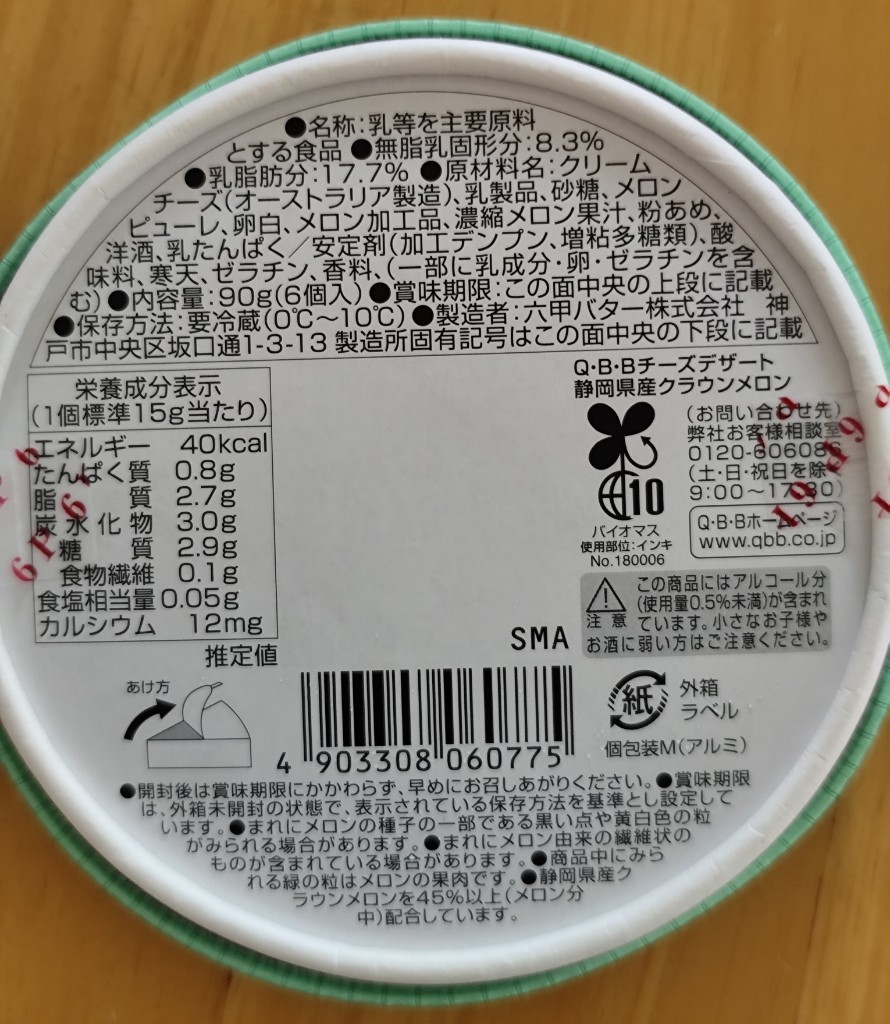 ●名称:乳等を主要原料
とする食品 ●無脂乳固形分:8.3%
●乳脂肪分:17.7% ●原材料名:クリーム
チーズ(オーストラリア製造)、乳製品、砂糖、メロン
ピューレ、卵白、メロン加工品、濃縮メロン果汁、粉あめ、
洋酒、乳たんぱく/安定剤(加工デンプン、増粘多糖類)、酸
味料、寒天、ゼラチン、香料、(一部に乳成分・卵・ゼラチンを含
む) ●内容量:90g(6個入) ●賞味期限:この面中央の上段に記載
●保存方法:要冷蔵(0℃〜10℃) ●製造者:六甲バター株式会社 神
戸市中央区坂口通1-3-13 製造所固有記号はこの面中央の下段に記載
栄養成分表示
(1個標準15g当たり)
エネルギー 40kcal
たんぱく質 0.8g
脂質 2.7g
炭水化物 3.0g
糖質 2.9g
食物繊維 0.1g
食塩相当量 0.05g
カルシウム 12mg
推定値
Q・B・Bチーズデザート
静岡県産クラウンメロン
(お問い合わせ先)
弊社お客様相談室
0120-606086
(土・日・祝日を除く
9:00〜17:30)
Q・B・Bホームページ
www.qbb.co.jp
10
バイオマス
使用部位:インキ
No.180006
注意
この商品にはアルコール分
(使用量0.5%未満)が含まれ
ています。小さなお子様や
お酒に弱い方はご注意ください。
SMA
あけ方
4 903308 060775
紙
外箱
ラベル
個包装M(アルミ)
●開封後は賞味期限にかかわらず、早めにお召しあがりください。●賞味期限
は、外箱未開封の状態で、表示されている保存方法を基準とし設定して
います。●まれにメロンの種子の一部である黒い点や黄白色の粒
がみられる場合があります。●まれにメロン由来の繊維状の
ものが含まれている場合があります。●商品中にみら
れる緑の粒はメロンの果肉です。●静岡県産ク
ラウンメロンを45%以上(メロン分
中)配合しています。